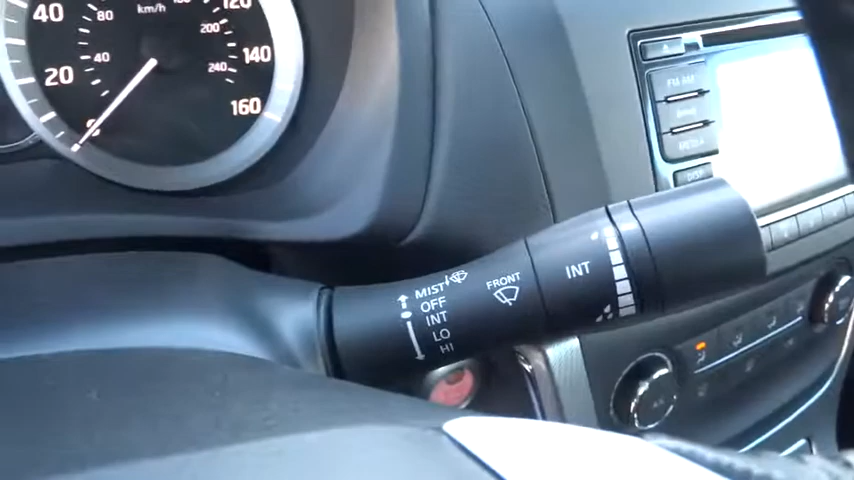 40
80
km/h
120
200
40
20
240
140
160
FM·AM
MEDIA
DISP
MIST/
OFF
INT
LO
HI
FRONT
INT